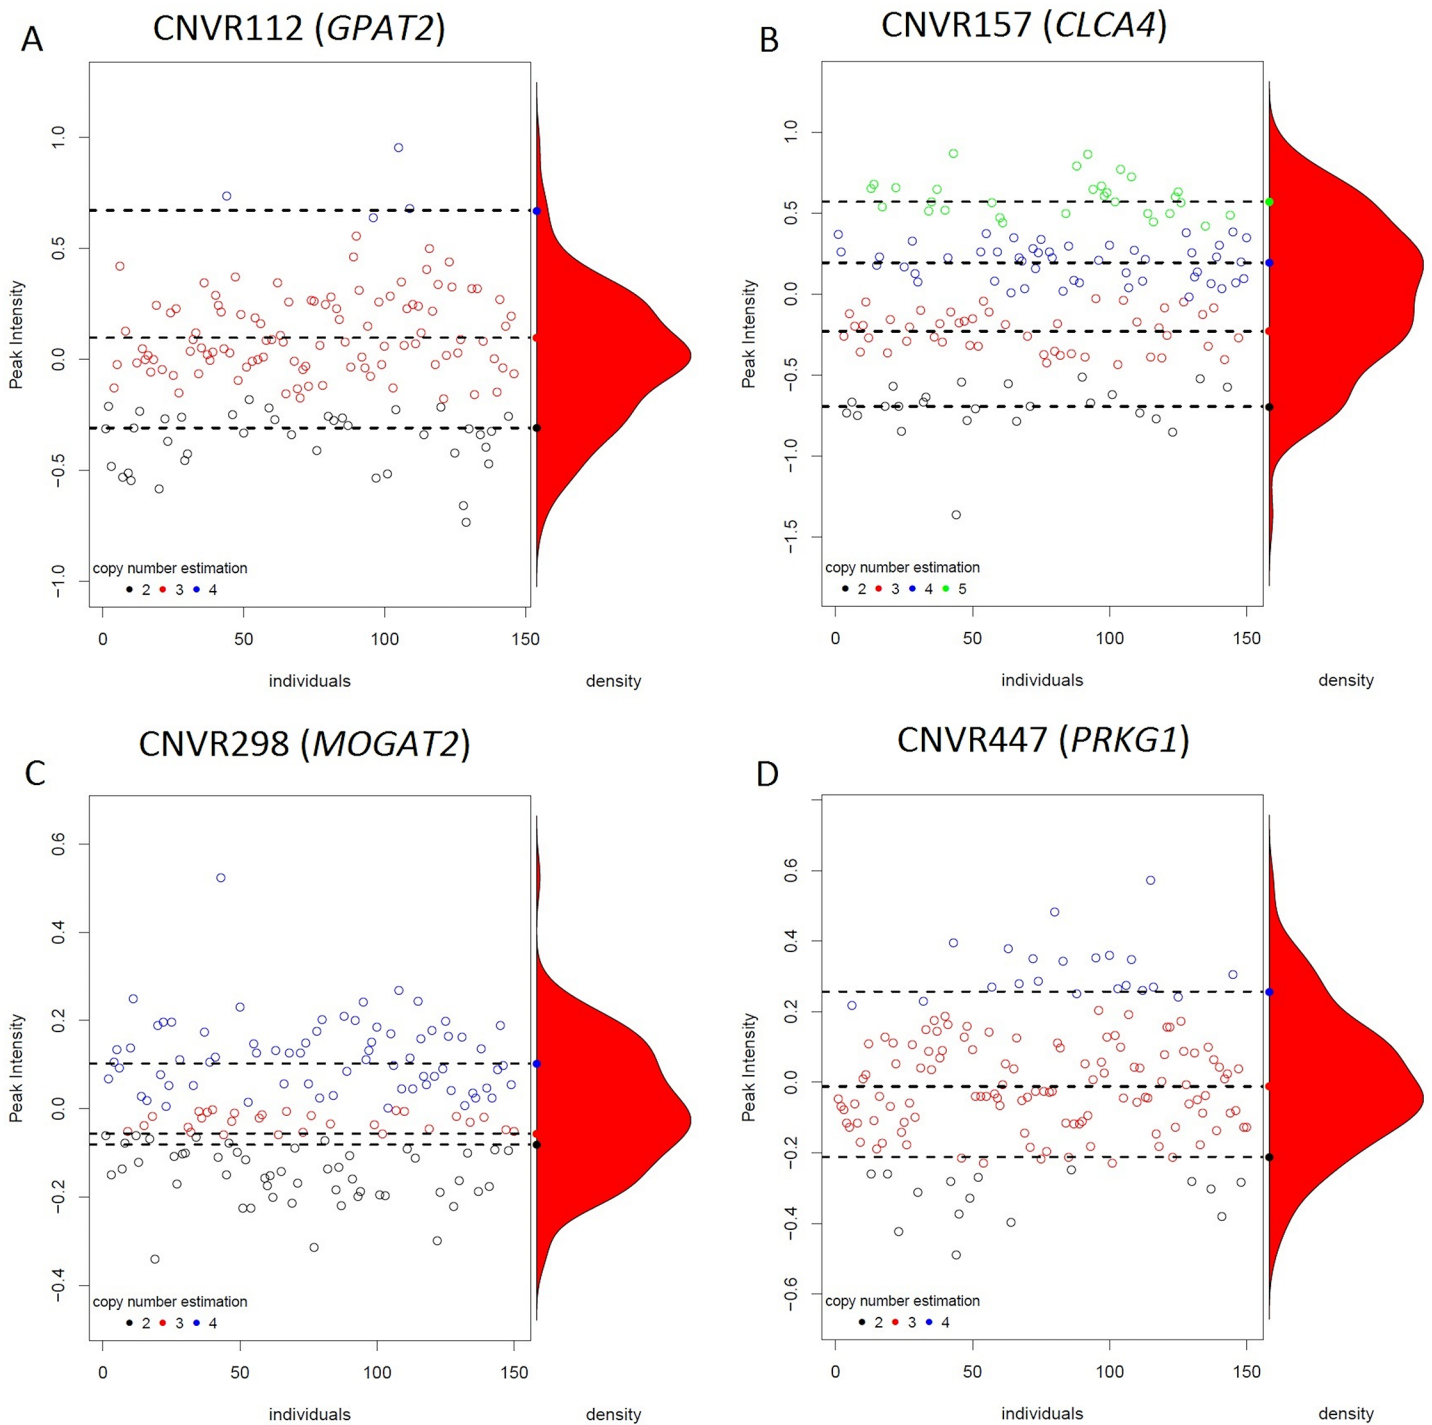 A
CNVR112 (GPAT2)
Peak Intensity
1.0
0.5
0.0
−0.5
−1.0
copy number estimation
2 3 4
0 50 100 150
individuals
density
B
CNVR157 (CLCA4)
Peak Intensity
1.0
0.5
0.0
−0.5
−1.0
−1.5
copy number estimation
2 3 4 5
0 50 100 150
individuals
density
C
CNVR298 (MOGAT2)
Peak Intensity
0.6
0.4
0.2
0.0
−0.2
−0.4
copy number estimation
2 3 4
0 50 100 150
individuals
density
D
CNVR447 (PRKG1)
Peak Intensity
0.6
0.4
0.2
0.0
−0.2
−0.4
−0.6
copy number estimation
2 3 4
0 50 100 150
individuals
density